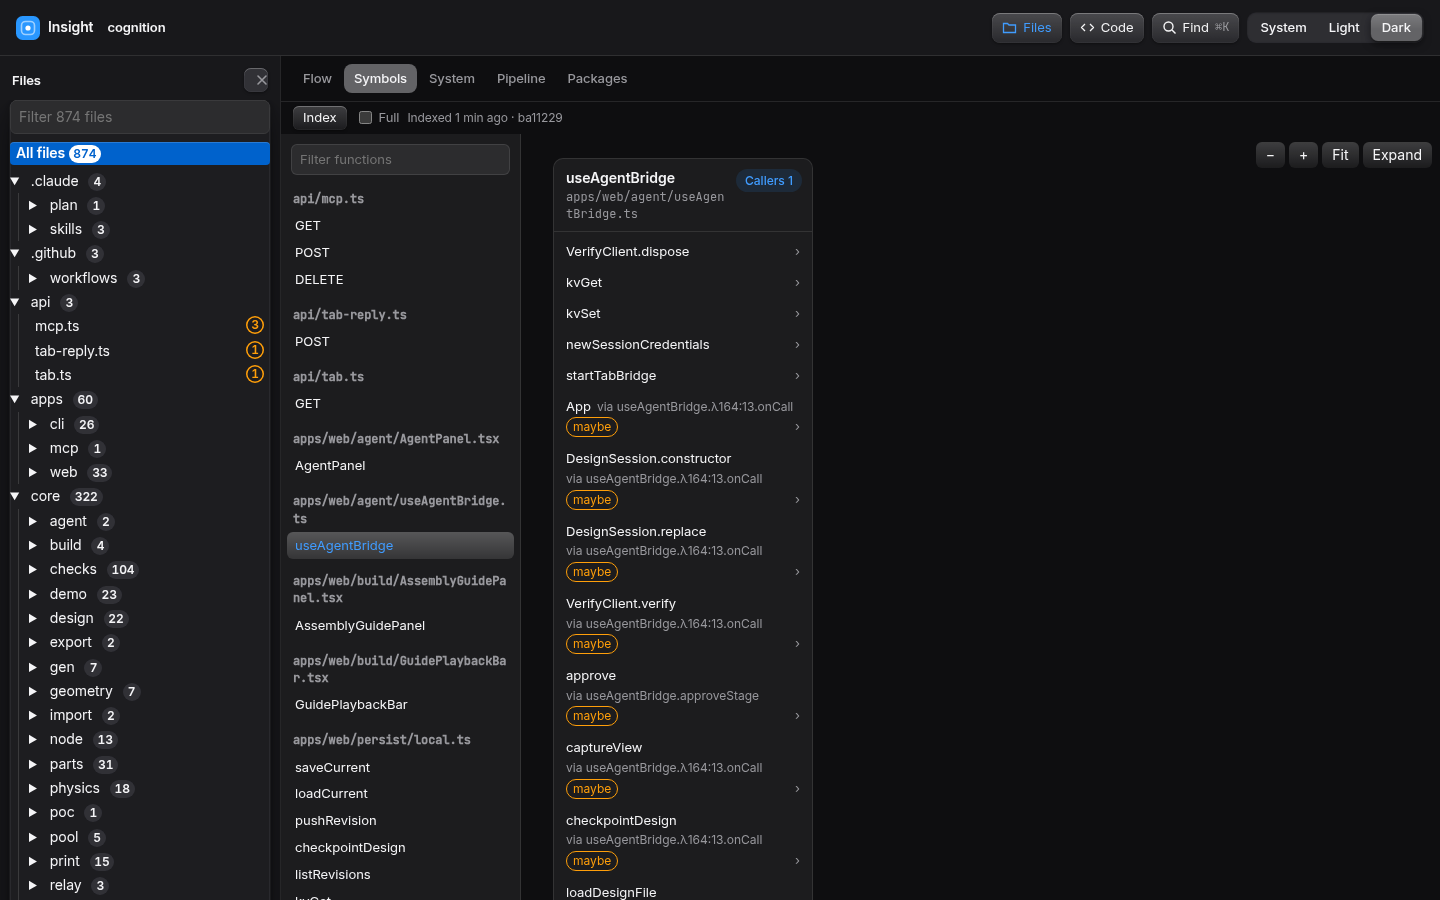 Insight cognition
Files
Code
Find ⌘K
System
Light
Dark
Files
Filter 874 files
All files 874
.claude 4
plan 1
skills 3
.github 3
workflows 3
api 3
mcp.ts 3
tab-reply.ts 1
tab.ts 1
apps 60
cli 26
mcp 1
web 33
core 322
agent 2
build 4
checks 104
demo 23
design 22
export 2
gen 7
geometry 7
import 2
node 13
parts 31
physics 18
poc 1
pool 5
print 15
relay 3
Flow
Symbols
System
Pipeline
Packages
Index
Full Indexed 1 min ago · ba11229
Filter functions
api/mcp.ts
GET
POST
DELETE
api/tab-reply.ts
POST
api/tab.ts
GET
apps/web/agent/AgentPanel.tsx
AgentPanel
apps/web/agent/useAgentBridge.
ts
useAgentBridge
apps/web/build/AssemblyGuidePa
nel.tsx
AssemblyGuidePanel
apps/web/build/GuidePlaybackBa
r.tsx
GuidePlaybackBar
apps/web/persist/local.ts
saveCurrent
loadCurrent
pushRevision
checkpointDesign
listRevisions
kvGet
− + Fit Expand
useAgentBridge
Callers 1
apps/web/agent/useAgen
tBridge.ts
VerifyClient.dispose ›
kvGet ›
kvSet ›
newSessionCredentials ›
startTabBridge ›
App via useAgentBridge.λ164:13.onCall
maybe ›
DesignSession.constructor
via useAgentBridge.λ164:13.onCall
maybe ›
DesignSession.replace
via useAgentBridge.λ164:13.onCall
maybe ›
VerifyClient.verify
via useAgentBridge.λ164:13.onCall
maybe ›
approve
via useAgentBridge.approveStage
maybe ›
captureView
via useAgentBridge.λ164:13.onCall
maybe ›
checkpointDesign
via useAgentBridge.λ164:13.onCall
maybe ›
loadDesignFile